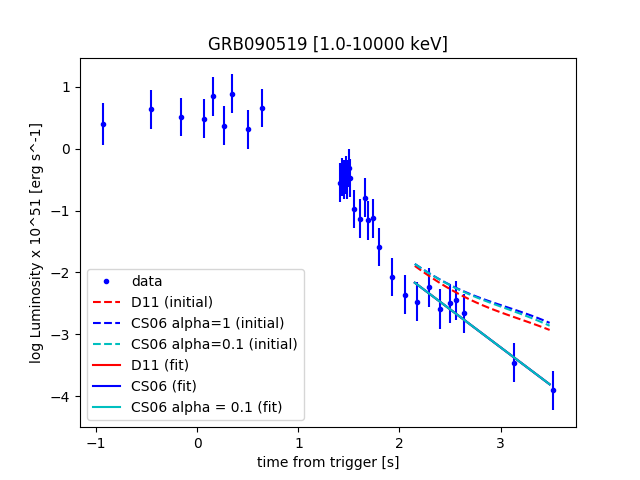 GRB090519 [1.0-10000 keV]
log Luminosity x 10^51 [erg s^-1]
1
0
−1
−2
−3
−4
data
D11 (initial)
CS06 alpha=1 (initial)
CS06 alpha=0.1 (initial)
D11 (fit)
CS06 (fit)
CS06 alpha = 0.1 (fit)
−1 0 1 2 3
time from trigger [s]